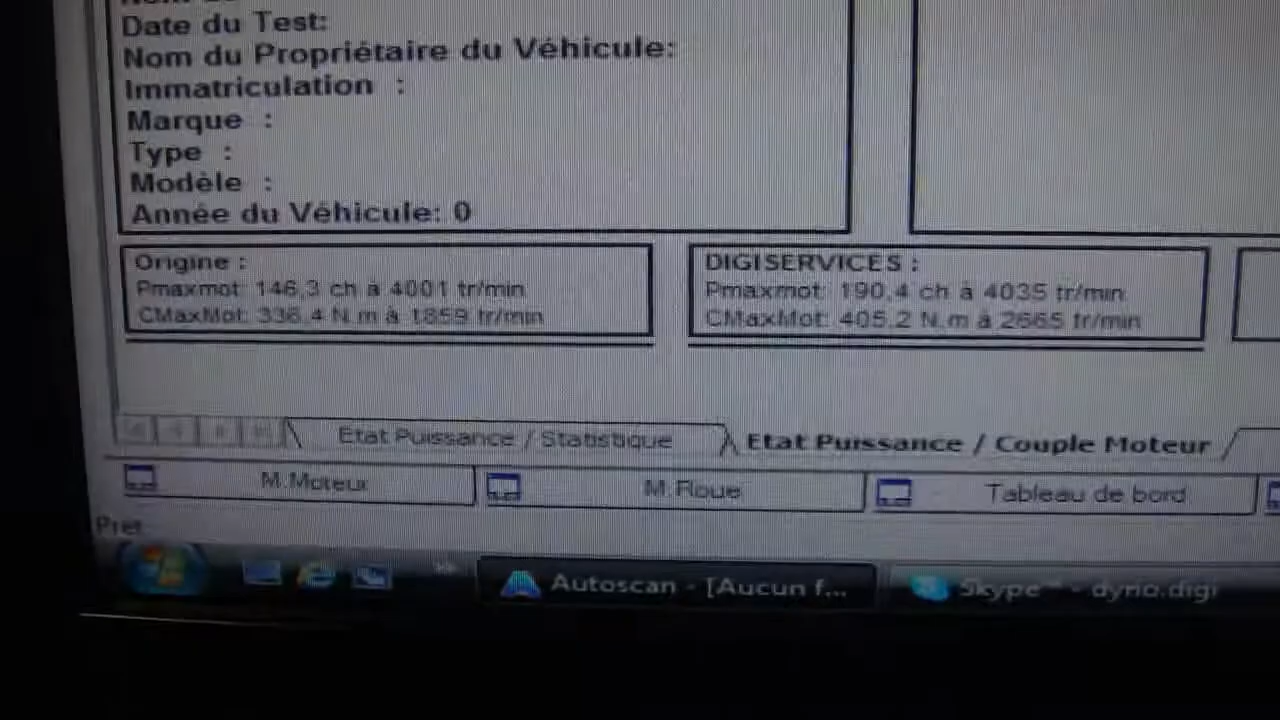 Date du Test:
Nom du Propriétaire du Véhicule:
Immatriculation :
Marque :
Type :
Modèle :
Année du Véhicule: 0
Origine :
Pmaxmot: 146,3 ch à 4001 tr/min
CMaxMot: 336,4 N.m à 1859 tr/min
DIGISERVICES :
Pmaxmot: 190,4 ch à 4035 tr/min
CMaxMot: 405,2 N.m à 2665 tr/min
Etat Puissance / Statistique
Etat Puissance / Couple Moteur
M.Moteur
M.Roue
Tableau de bord
Prêt
Autoscan - [Aucun f...
Skype™ - dyno.digi